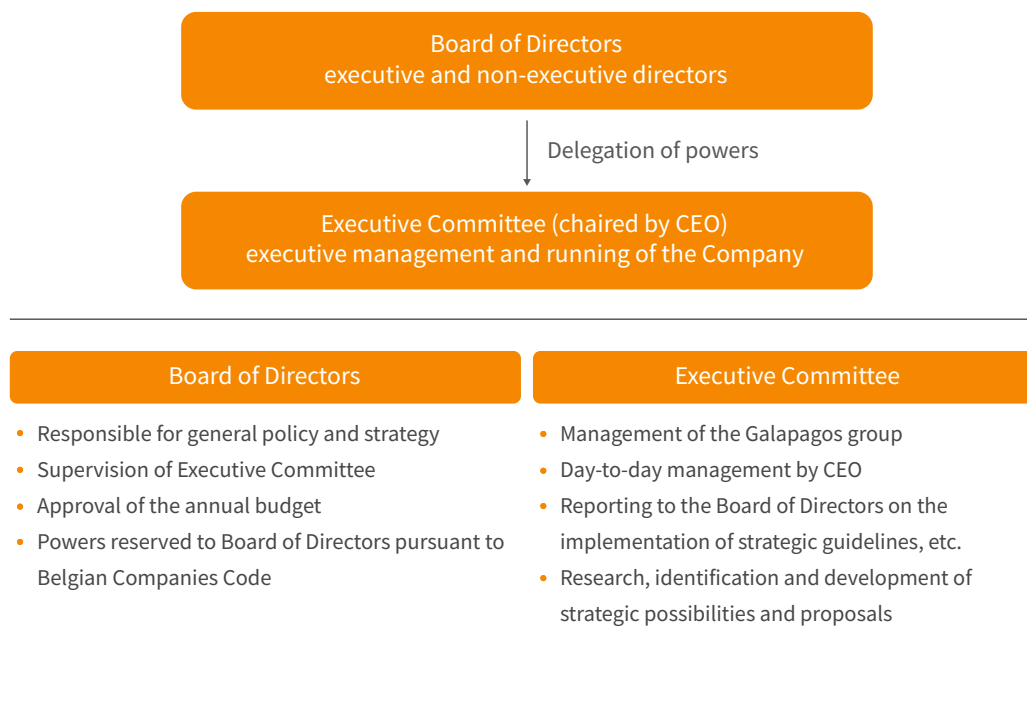 Board of Directors
executive and non-executive directors
Delegation of powers
Executive Committee (chaired by CEO)
executive management and running of the Company
Board of Directors
• Responsible for general policy and strategy
• Supervision of Executive Committee
• Approval of the annual budget
• Powers reserved to Board of Directors pursuant to
Belgian Companies Code
Executive Committee
• Management of the Galapagos group
• Day-to-day management by CEO
• Reporting to the Board of Directors on the
implementation of strategic guidelines, etc.
• Research, identification and development of
strategic possibilities and proposals